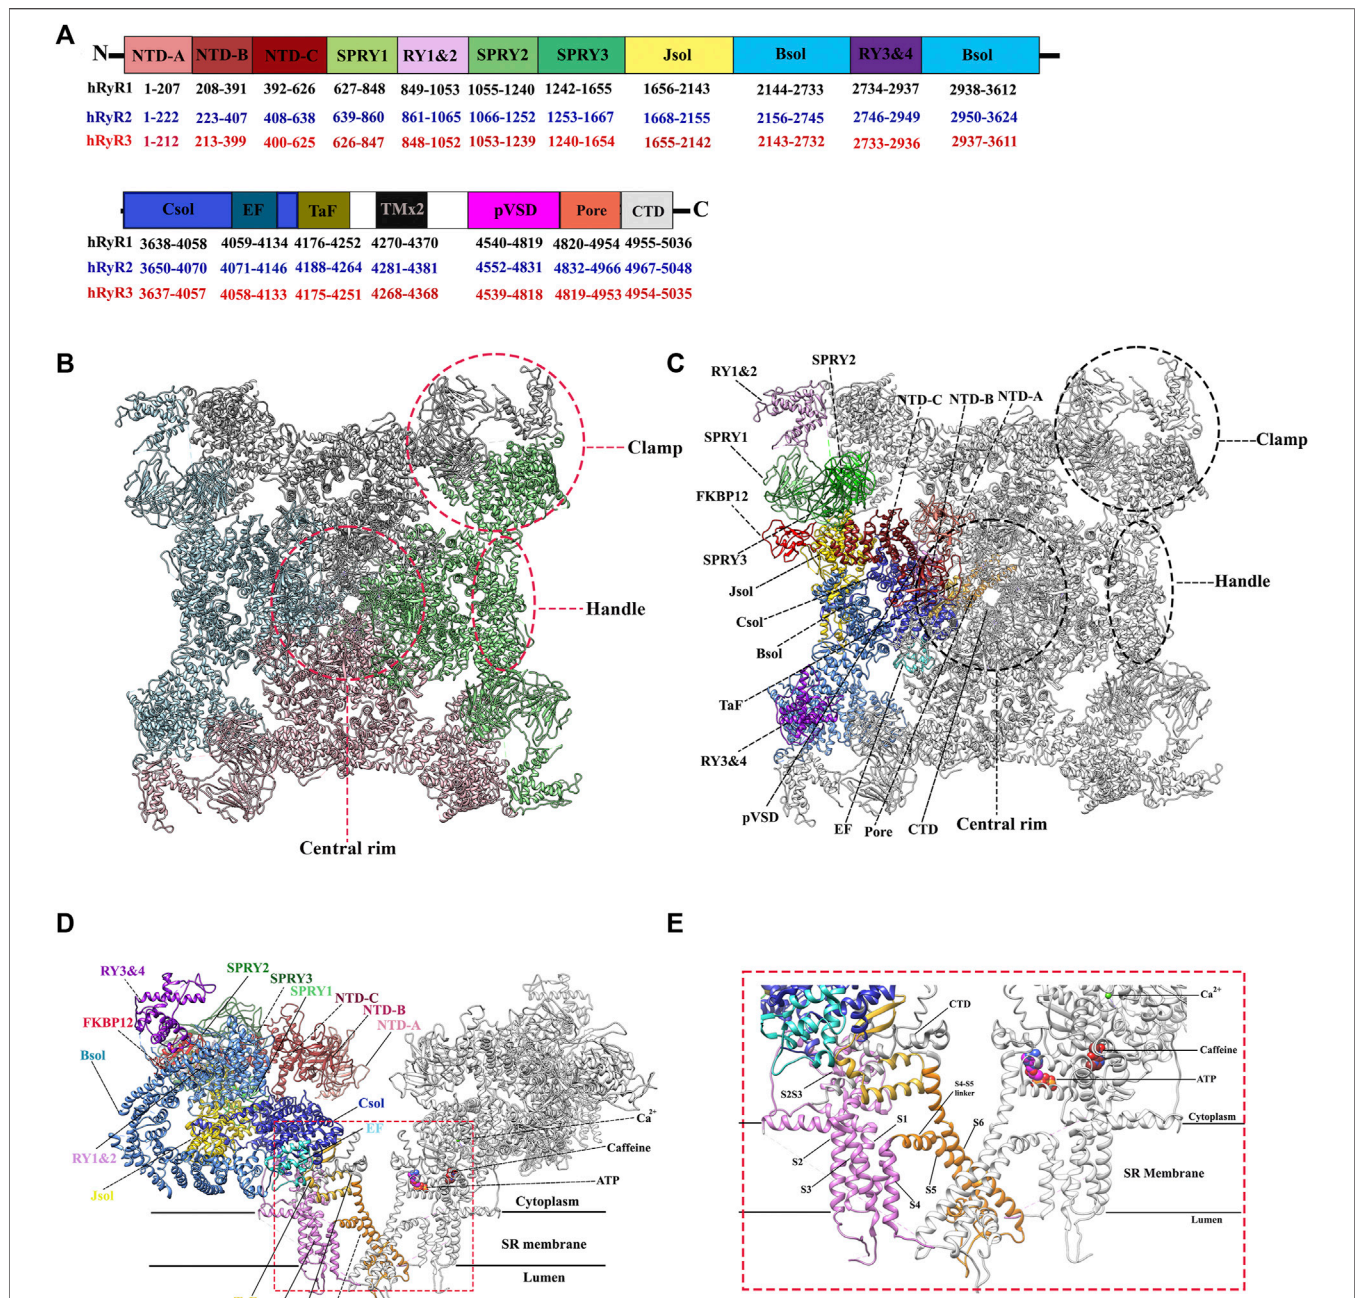 A
N NTD-A NTD-B NTD-C SPRY1 RY1&2 SPRY2 SPRY3 Jsol Bsol RY3&4 Bsol
hRyR1 1-207 208-391 392-626 627-848 849-1053 1055-1240 1242-1655 1656-2143 2144-2733 2734-2937 2938-3612
hRyR2 1-222 223-407 408-638 639-860 861-1065 1066-1252 1253-1667 1668-2155 2156-2745 2746-2949 2950-3624
hRyR3 1-212 213-399 400-625 626-847 848-1052 1053-1239 1240-1654 1655-2142 2143-2732 2733-2936 2937-3611
Csol EF TaF TMx2 pVSD Pore CTD C
hRyR1 3638-4058 4059-4134 4176-4252 4270-4370 4540-4819 4820-4954 4955-5036
hRyR2 3650-4070 4071-4146 4188-4264 4281-4381 4552-4831 4832-4966 4967-5048
hRyR3 3637-4057 4058-4133 4175-4251 4268-4368 4539-4818 4819-4953 4954-5035
B
Clamp
Handle
Central rim
C
RY1&2
SPRY2
NTD-C NTD-B NTD-A
SPRY1
Clamp
FKBP12
SPRY3
Jsol
Handle
Csol
Bsol
TaF
RY3&4
pVSD
EF
Pore
CTD
Central rim
D
RY3&4
SPRY2
SPRY3
SPRY1
NTD-C
NTD-B
NTD-A
FKBP12
Bsol
Csol
EF
RY1&2
Jsol
Ca2+
Caffeine
ATP
Cytoplasm
SR membrane
Lumen
E
CTD
Ca2+
Caffeine
ATP
S2S3
S4-S5
linker
S1
S6
Cytoplasm
S2
S3
S5
S4
SR Membrane
Lumen